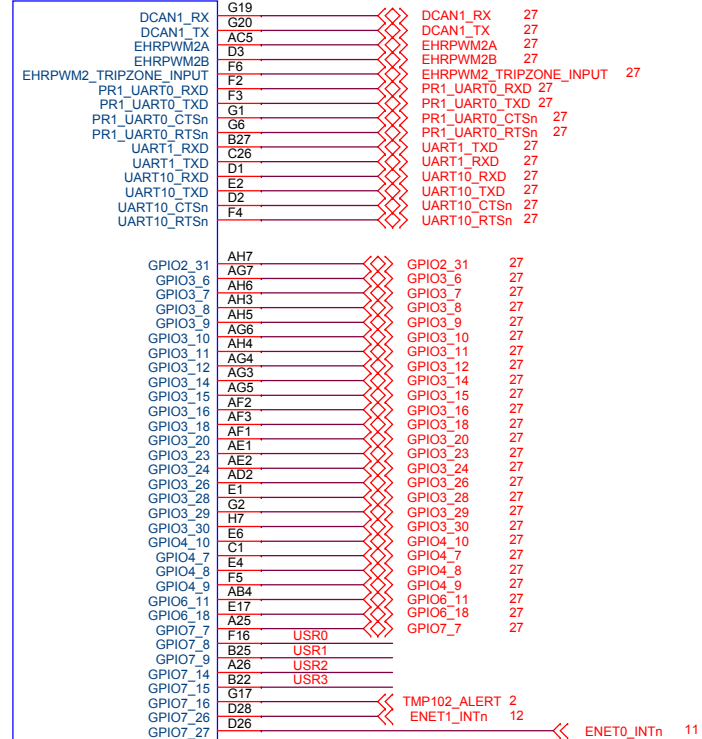 DCAN1_RX G19 DCAN1_RX 27
DCAN1_TX G20 DCAN1_TX 27
EHRPWM2A AC5 EHRPWM2A 27
EHRPWM2B D3 EHRPWM2B 27
EHRPWM2_TRIPZONE_INPUT F6 EHRPWM2_TRIPZONE_INPUT 27
PR1_UART0_RXD F2 PR1_UART0_RXD 27
PR1_UART0_TXD F3 PR1_UART0_TXD 27
PR1_UART0_CTSn G1 PR1_UART0_CTSn 27
PR1_UART0_RTSn G6 PR1_UART0_RTSn 27
UART1_RXD B27 UART1_TXD 27
UART1_TXD C26 UART1_RXD 27
UART10_RXD D1 UART10_RXD 27
UART10_TXD E2 UART10_TXD 27
UART10_CTSn D2 UART10_CTSn 27
UART10_RTSn F4 UART10_RTSn 27
GPIO2_31 AH7 GPIO2_31 27
GPIO3_6 AG7 GPIO3_6 27
GPIO3_7 AH6 GPIO3_7 27
GPIO3_8 AH3 GPIO3_8 27
GPIO3_9 AH5 GPIO3_9 27
GPIO3_10 AG6 GPIO3_10 27
GPIO3_11 AH4 GPIO3_11 27
GPIO3_12 AG4 GPIO3_12 27
GPIO3_14 AG3 GPIO3_14 27
GPIO3_15 AG5 GPIO3_15 27
GPIO3_16 AF2 GPIO3_16 27
GPIO3_18 AF3 GPIO3_18 27
GPIO3_20 AF1 GPIO3_20 27
GPIO3_23 AE1 GPIO3_23 27
GPIO3_24 AE2 GPIO3_24 27
GPIO3_26 AD2 GPIO3_26 27
GPIO3_28 E1 GPIO3_28 27
GPIO3_29 G2 GPIO3_29 27
GPIO3_30 H7 GPIO3_30 27
GPIO4_10 E6 GPIO4_10 27
GPIO4_7 C1 GPIO4_7 27
GPIO4_8 E4 GPIO4_8 27
GPIO4_9 F5 GPIO4_9 27
GPIO6_11 AB4 GPIO6_11 27
GPIO6_18 E17 GPIO6_18 27
GPIO7_7 A25 GPIO7_7 27
GPIO7_8 F16 USR0
GPIO7_9 B25 USR1
GPIO7_14 A26 USR2
GPIO7_15 B22 USR3
GPIO7_16 G17 TMP102_ALERT 2
GPIO7_26 D28 ENET1_INTn 12
GPIO7_27 D26 ENET0_INTn 11